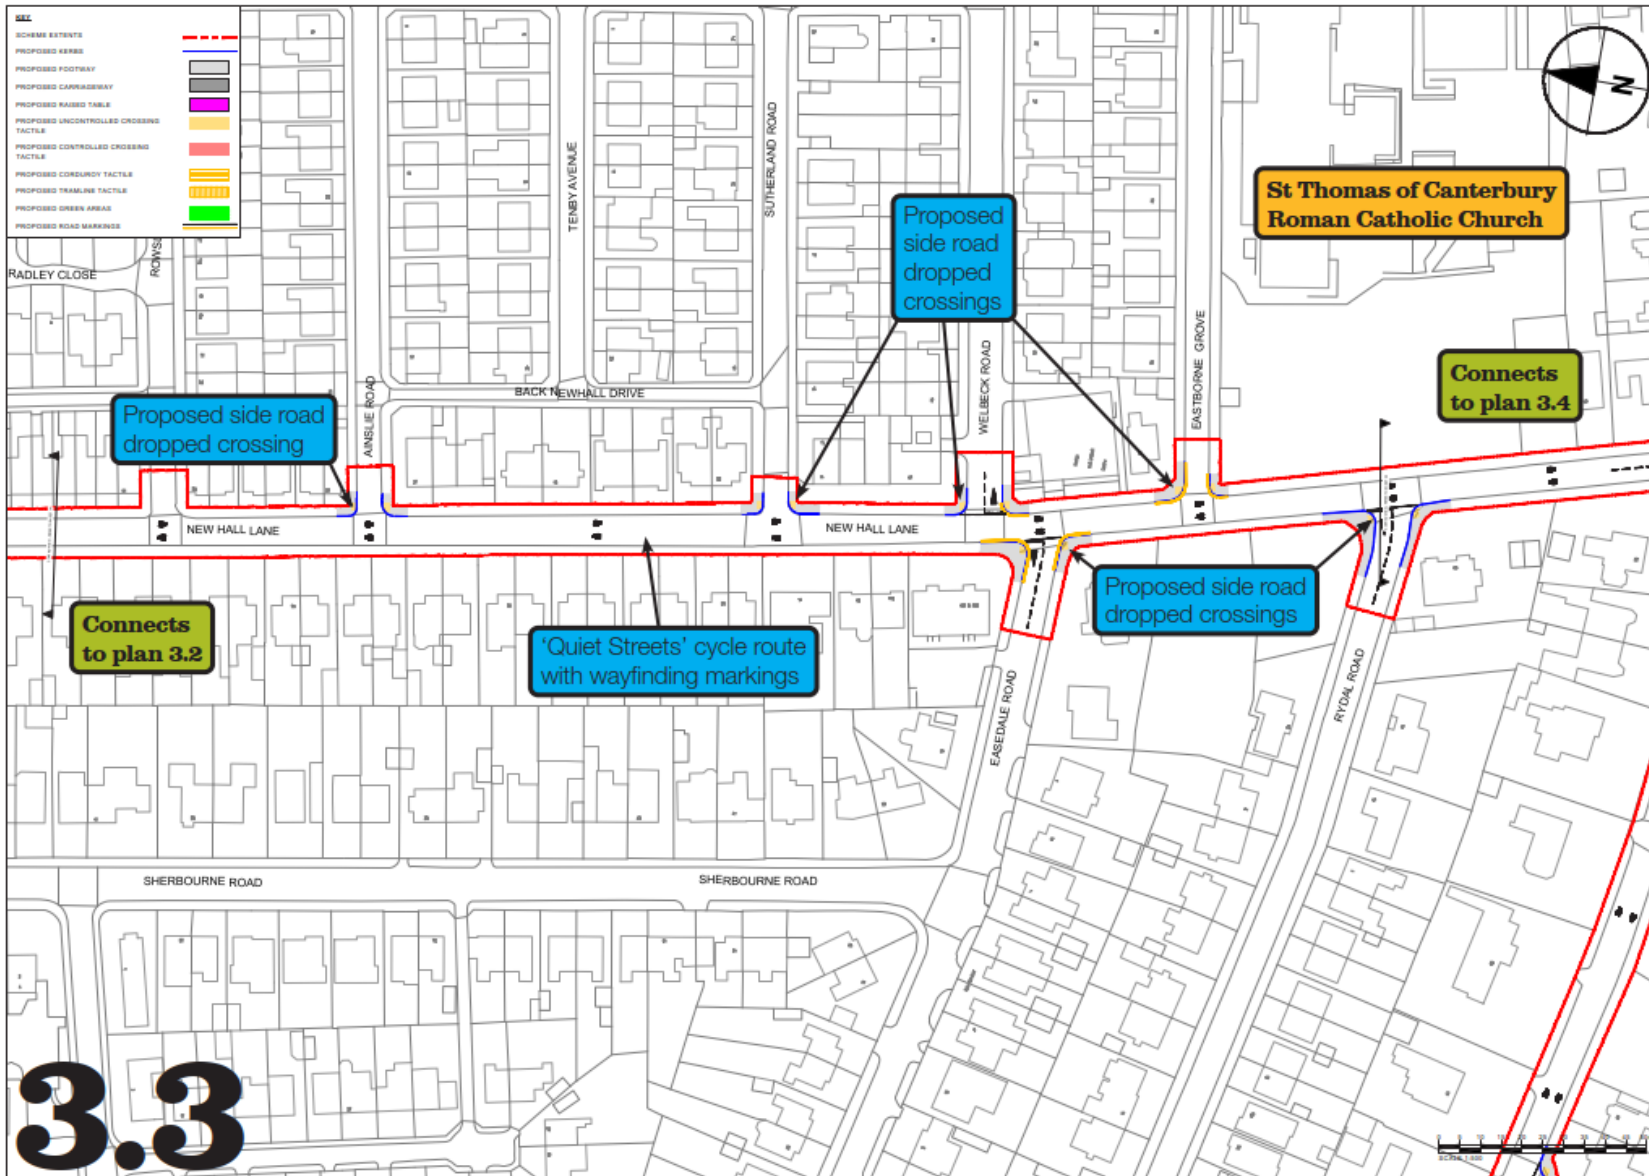 KEY
SCHEME EXTENTS
PROPOSED KERBS
PROPOSED FOOTWAY
PROPOSED CARRIAGEWAY
PROPOSED RAISED TABLE
PROPOSED UNCONTROLLED CROSSING
TACTILE
PROPOSED CONTROLLED CROSSING
TACTILE
PROPOSED CORDUROY TACTILE
PROPOSED TRAMLINE TACTILE
PROPOSED GREEN AREAS
PROPOSED ROAD MARKINGS
N
RADLEY CLOSE
TENBY AVENUE
SUTHERLAND ROAD
St Thomas of Canterbury
Roman Catholic Church
Proposed
side road
dropped
crossings
AINSLIE ROAD
BACK NEWHALL DRIVE
WELBECK ROAD
EASTBORNE GROVE
Connects
to plan 3.4
Proposed side road
dropped crossing
NEW HALL LANE
NEW HALL LANE
Connects
to plan 3.2
'Quiet Streets' cycle route
with wayfinding markings
Proposed side road
dropped crossings
EASEDALE ROAD
RYDAL ROAD
SHERBOURNE ROAD
SHERBOURNE ROAD
3.3